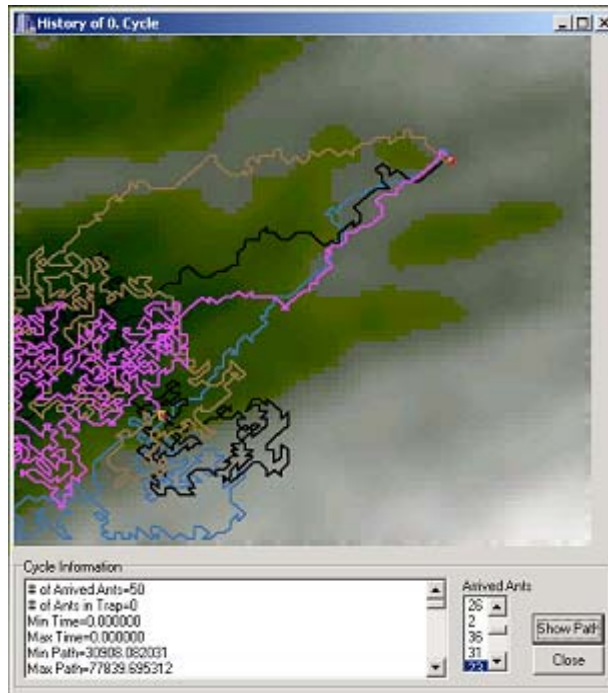 History of 0. Cycle
Cycle Information
# of Arrived Ants=50
# of Ants in Trap=0
Min Time=0.000000
Max Time=0.000000
Min Path=30908.082031
Max Path=77839.695312
Arrived Ants
26
2
36
31
23
Show Path
Close